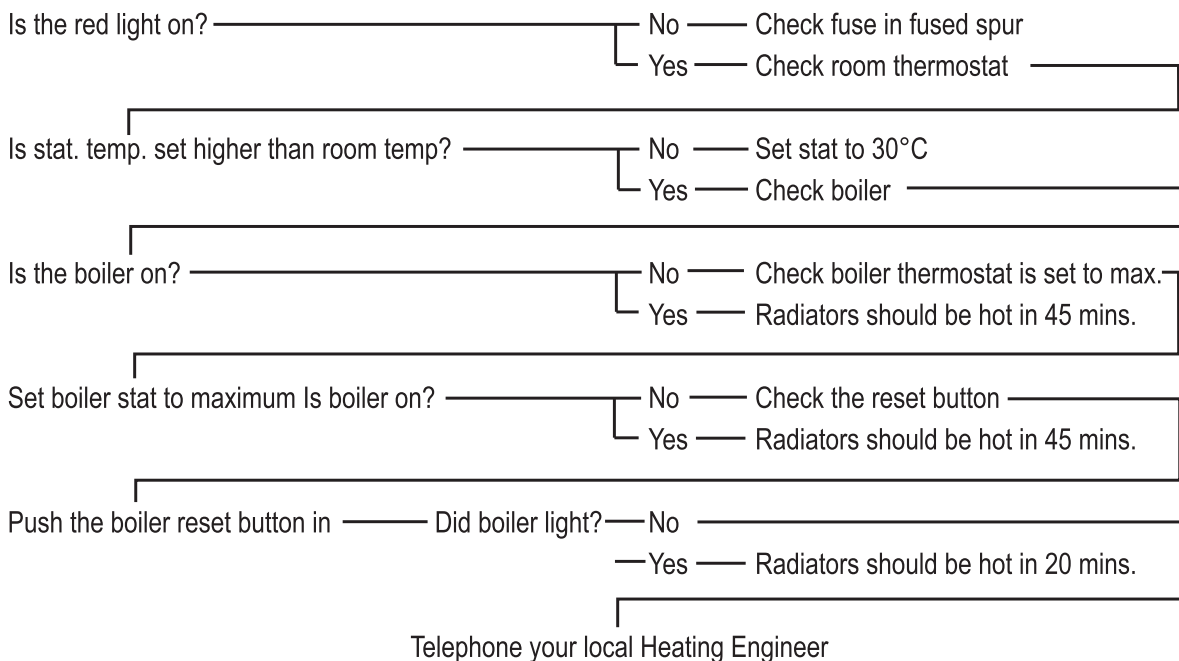 Is the red light on? No Check fuse in fused spur
Yes Check room thermostat
Is stat. temp. set higher than room temp? No Set stat to 30°C
Yes Check boiler
Is the boiler on? No Check boiler thermostat is set to max.
Yes Radiators should be hot in 45 mins.
Set boiler stat to maximum Is boiler on? No Check the reset button
Yes Radiators should be hot in 45 mins.
Push the boiler reset button in Did boiler light? No
Yes Radiators should be hot in 20 mins.
Telephone your local Heating Engineer